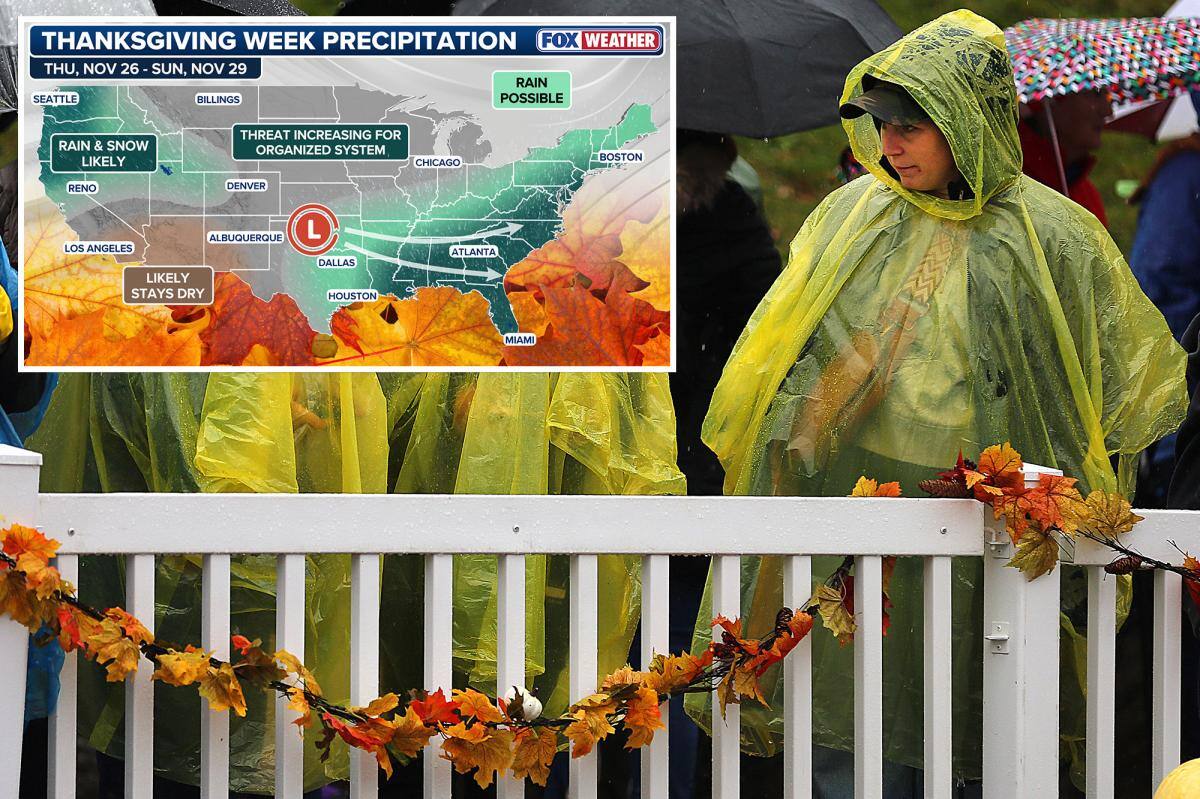 THANKSGIVING WEEK PRECIPITATION
FOX WEATHER
THU, NOV 26 - SUN, NOV 29
SEATTLE
BILLINGS
RAIN
POSSIBLE
RAIN & SNOW
LIKELY
THREAT INCREASING FOR
ORGANIZED SYSTEM
CHICAGO
BOSTON
RENO
DENVER
LOS ANGELES
ALBUQUERQUE
L
DALLAS
ATLANTA
LIKELY
STAYS DRY
HOUSTON
MIAMI